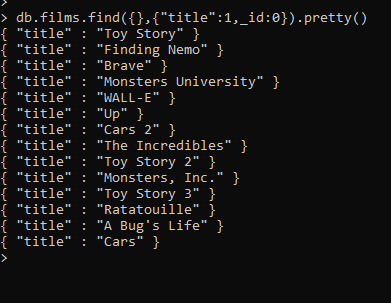 >
> db.films.find({},{"title":1,_id:0}).pretty()
{ "title" : "Toy Story" }
{ "title" : "Finding Nemo" }
{ "title" : "Brave" }
{ "title" : "Monsters University" }
{ "title" : "WALL-E" }
{ "title" : "Up" }
{ "title" : "Cars 2" }
{ "title" : "The Incredibles" }
{ "title" : "Toy Story 2" }
{ "title" : "Monsters, Inc." }
{ "title" : "Toy Story 3" }
{ "title" : "Ratatouille" }
{ "title" : "A Bug's Life" }
{ "title" : "Cars" }
>